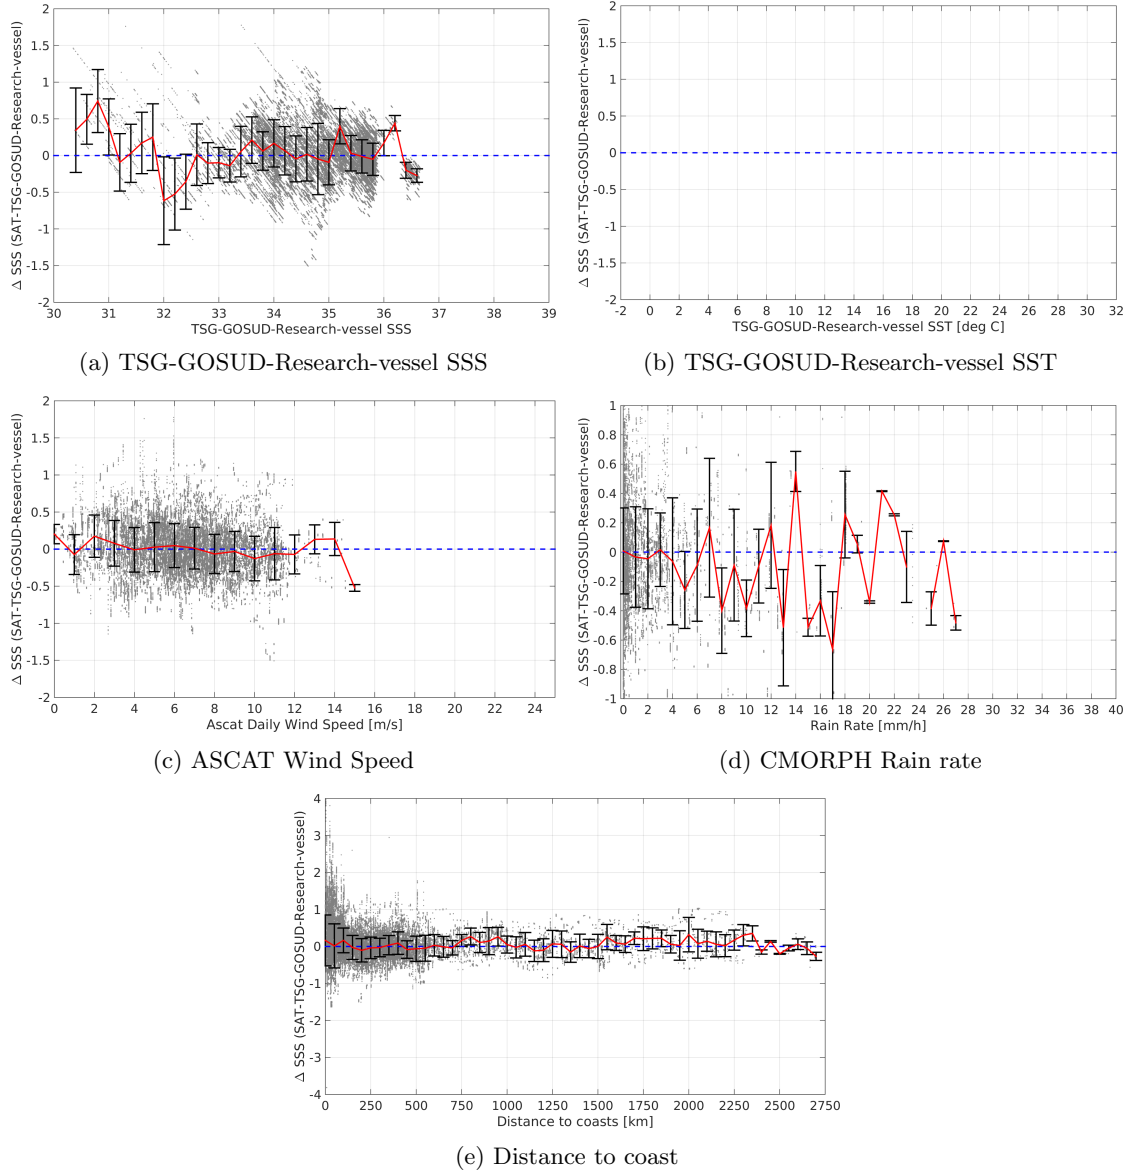 2
1.5
1
0.5
0
-0.5
-1
-1.5
-2
Δ SSS (SAT-TSG-GOSUD-Research-vessel)
30 31 32 33 34 35 36 37 38 39
TSG-GOSUD-Research-vessel SSS
(a) TSG-GOSUD-Research-vessel SSS
2
1.5
1
0.5
0
-0.5
-1
-1.5
-2
Δ SSS (SAT-TSG-GOSUD-Research-vessel)
-2 0 2 4 6 8 10 12 14 16 18 20 22 24 26 28 30 32
TSG-GOSUD-Research-vessel SST [deg C]
(b) TSG-GOSUD-Research-vessel SST
2
1.5
1
0.5
0
-0.5
-1
-1.5
-2
Δ SSS (SAT-TSG-GOSUD-Research-vessel)
0 2 4 6 8 10 12 14 16 18 20 22 24
Ascat Daily Wind Speed [m/s]
(c) ASCAT Wind Speed
1
0.8
0.6
0.4
0.2
0
-0.2
-0.4
-0.6
-0.8
-1
Δ SSS (SAT-TSG-GOSUD-Research-vessel)
0 2 4 6 8 10 12 14 16 18 20 22 24 26 28 30 32 34 36 38 40
Rain Rate [mm/h]
(d) CMORPH Rain rate
4
3
2
1
0
-1
-2
-3
-4
Δ SSS (SAT-TSG-GOSUD-Research-vessel)
0 250 500 750 1000 1250 1500 1750 2000 2250 2500 2750
Distance to coasts [km]
(e) Distance to coast